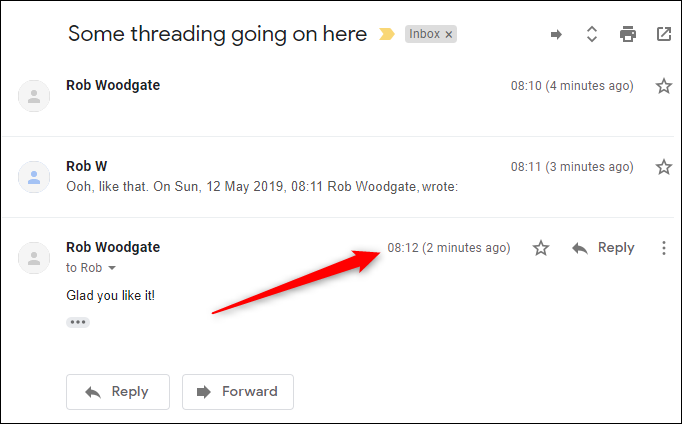 Some threading going on here Inbox x
Rob Woodgate 08:10 (4 minutes ago)
Rob W 08:11 (3 minutes ago)
Ooh, like that. On Sun, 12 May 2019, 08:11 Rob Woodgate, wrote:
Rob Woodgate 08:12 (2 minutes ago) Reply
to Rob
Glad you like it!
Reply Forward